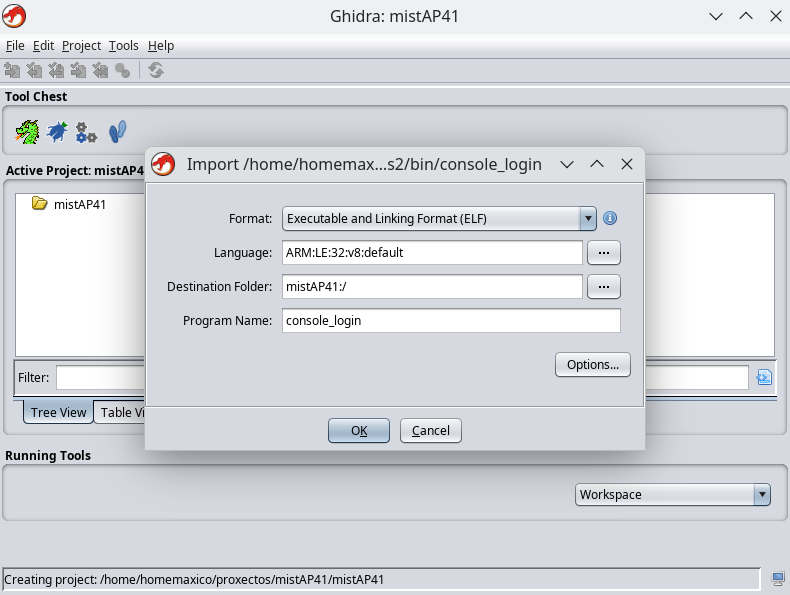 Ghidra: mistAP41
File Edit Project Tools Help
Tool Chest
Active Project: mistAP4
mistAP41
Import /home/homemax...s2/bin/console_login
Format: Executable and Linking Format (ELF)
Language: ARM:LE:32:v8:default ...
Destination Folder: mistAP41:/ ...
Program Name: console_login
Options...
OK Cancel
Filter:
Tree View Table Vi
Running Tools
Workspace
Creating project: /home/homemaxico/proxectos/mistAP41/mistAP41